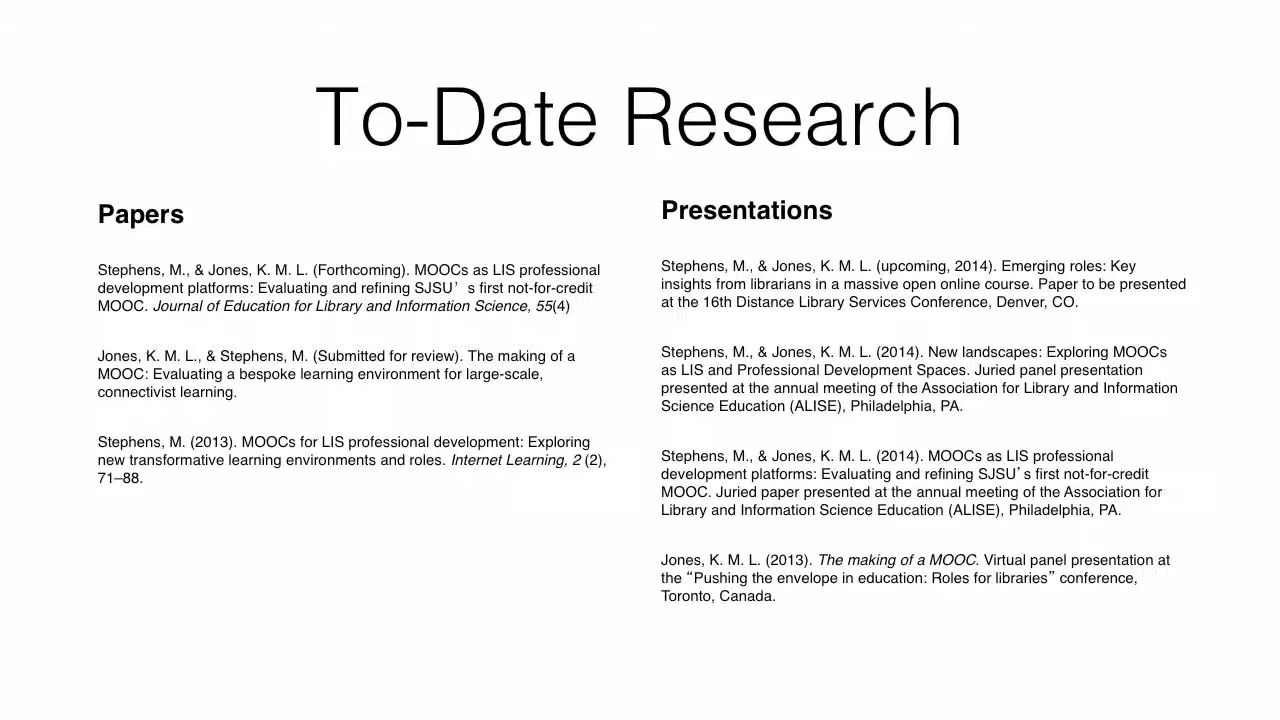 To-Date Research
Papers
Stephens, M., & Jones, K. M. L. (Forthcoming). MOOCs as LIS professional
development platforms: Evaluating and refining SJSU’ s first not-for-credit
MOOC. Journal of Education for Library and Information Science, 55(4)
Jones, K. M. L., & Stephens, M. (Submitted for review). The making of a
MOOC: Evaluating a bespoke learning environment for large-scale,
connectivist learning.
Stephens, M. (2013). MOOCs for LIS professional development: Exploring
new transformative learning environments and roles. Internet Learning, 2 (2),
71–88.
Presentations
Stephens, M., & Jones, K. M. L. (upcoming, 2014). Emerging roles: Key
insights from librarians in a massive open online course. Paper to be presented
at the 16th Distance Library Services Conference, Denver, CO.
Stephens, M., & Jones, K. M. L. (2014). New landscapes: Exploring MOOCs
as LIS and Professional Development Spaces. Juried panel presentation
presented at the annual meeting of the Association for Library and Information
Science Education (ALISE), Philadelphia, PA.
Stephens, M., & Jones, K. M. L. (2014). MOOCs as LIS professional
development platforms: Evaluating and refining SJSU’s first not-for-credit
MOOC. Juried paper presented at the annual meeting of the Association for
Library and Information Science Education (ALISE), Philadelphia, PA.
Jones, K. M. L. (2013). The making of a MOOC. Virtual panel presentation at
the “Pushing the envelope in education: Roles for libraries” conference,
Toronto, Canada.